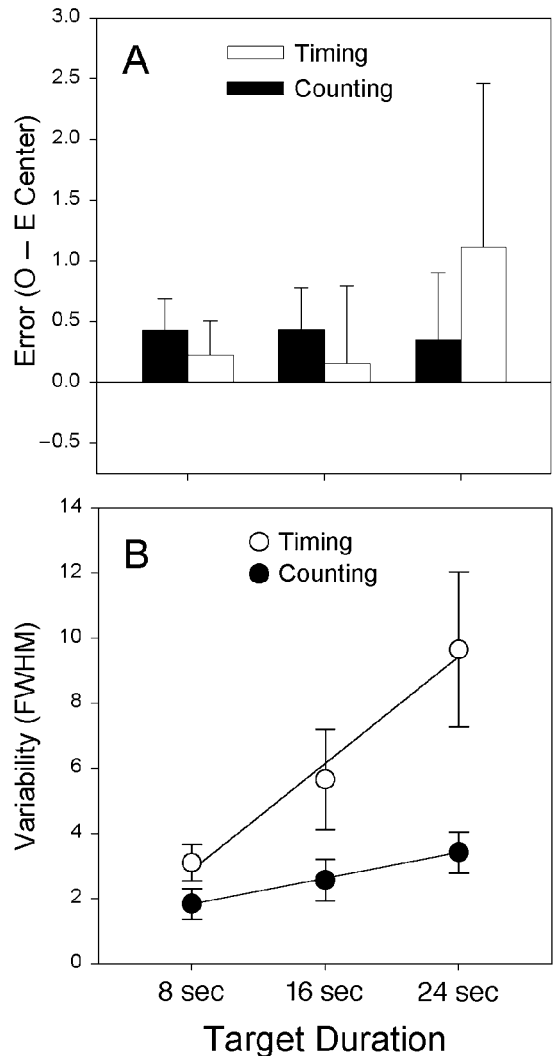 A
Timing
Counting
3.0
2.5
2.0
1.5
1.0
0.5
0.0
−0.5
Error (O – E Center)
B
Timing
Counting
14
12
10
8
6
4
2
0
Variability (FWHM)
8 sec 16 sec 24 sec
Target Duration